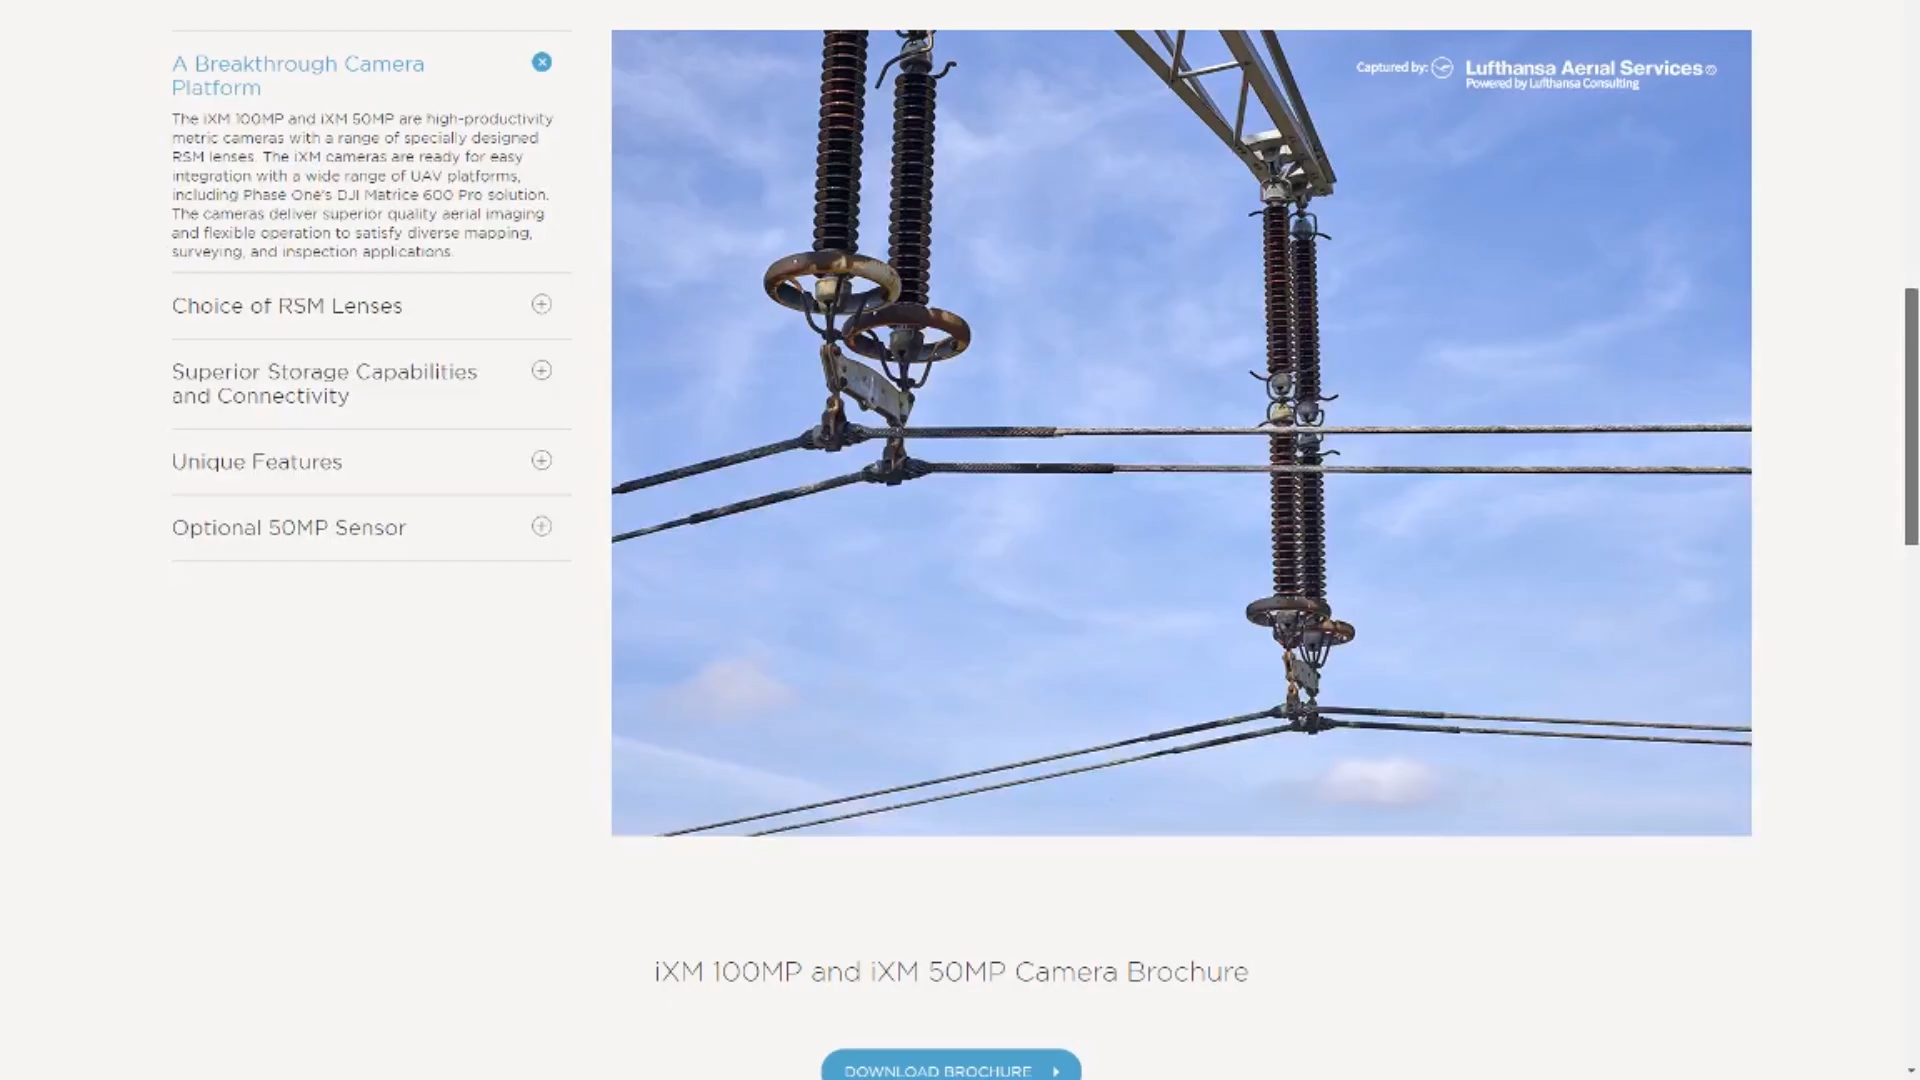 A Breakthrough Camera
Platform
The iXM 100MP and iXM 50MP are high-productivity
metric cameras with a range of specially designed
RSM lenses. The iXM cameras are ready for easy
integration with a wide range of UAV platforms,
including Phase One's DJI Matrice 600 Pro solution.
The cameras deliver superior quality aerial imaging
and flexible operation to satisfy diverse mapping,
surveying, and inspection applications.
Choice of RSM Lenses
Superior Storage Capabilities
and Connectivity
Unique Features
Optional 50MP Sensor
Captured by: Lufthansa Aerial Services
Powered by Lufthansa Consulting
iXM 100MP and iXM 50MP Camera Brochure
DOWNLOAD BROCHURE